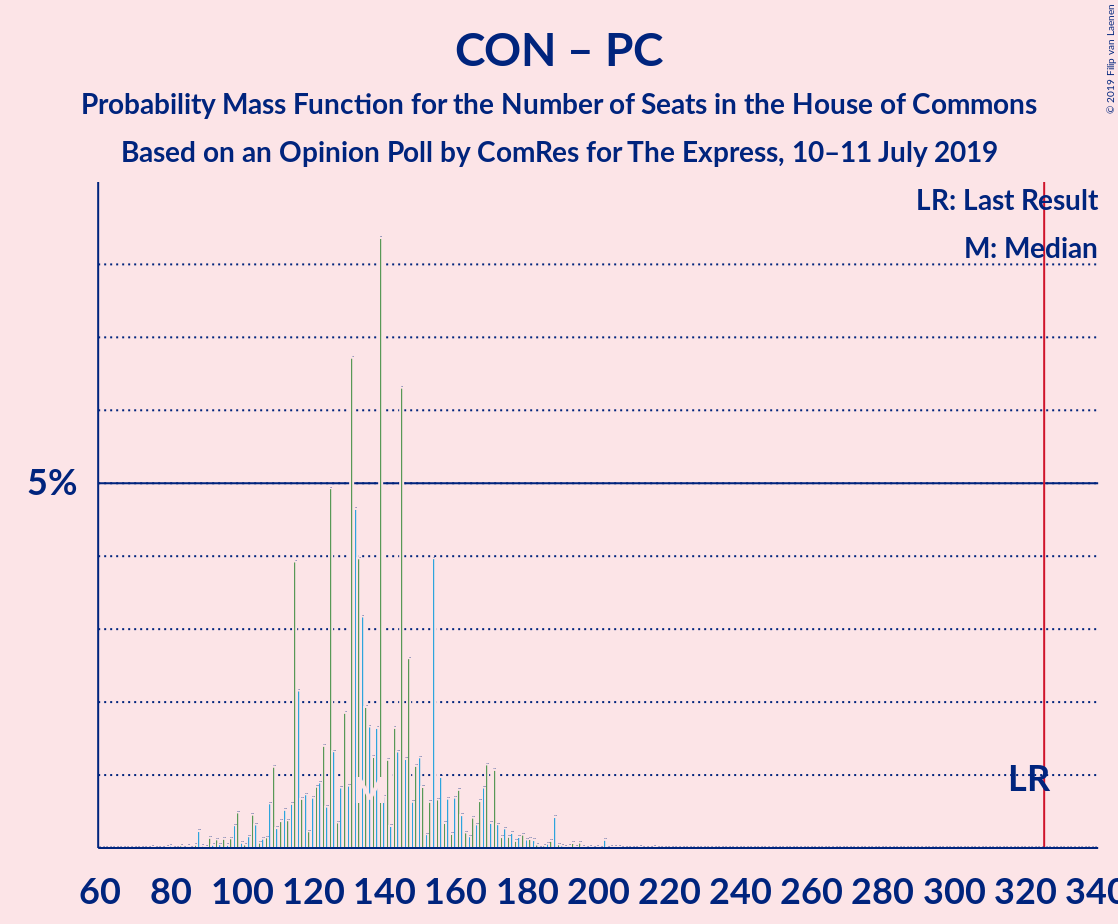 CON – PC
Probability Mass Function for the Number of Seats in the House of Commons
Based on an Opinion Poll by ComRes for The Express, 10–11 July 2019
© 2019 Filip van Laenen
LR: Last Result
M: Median
5%
LR
M
60 80 100 120 140 160 180 200 220 240 260 280 300 320 340